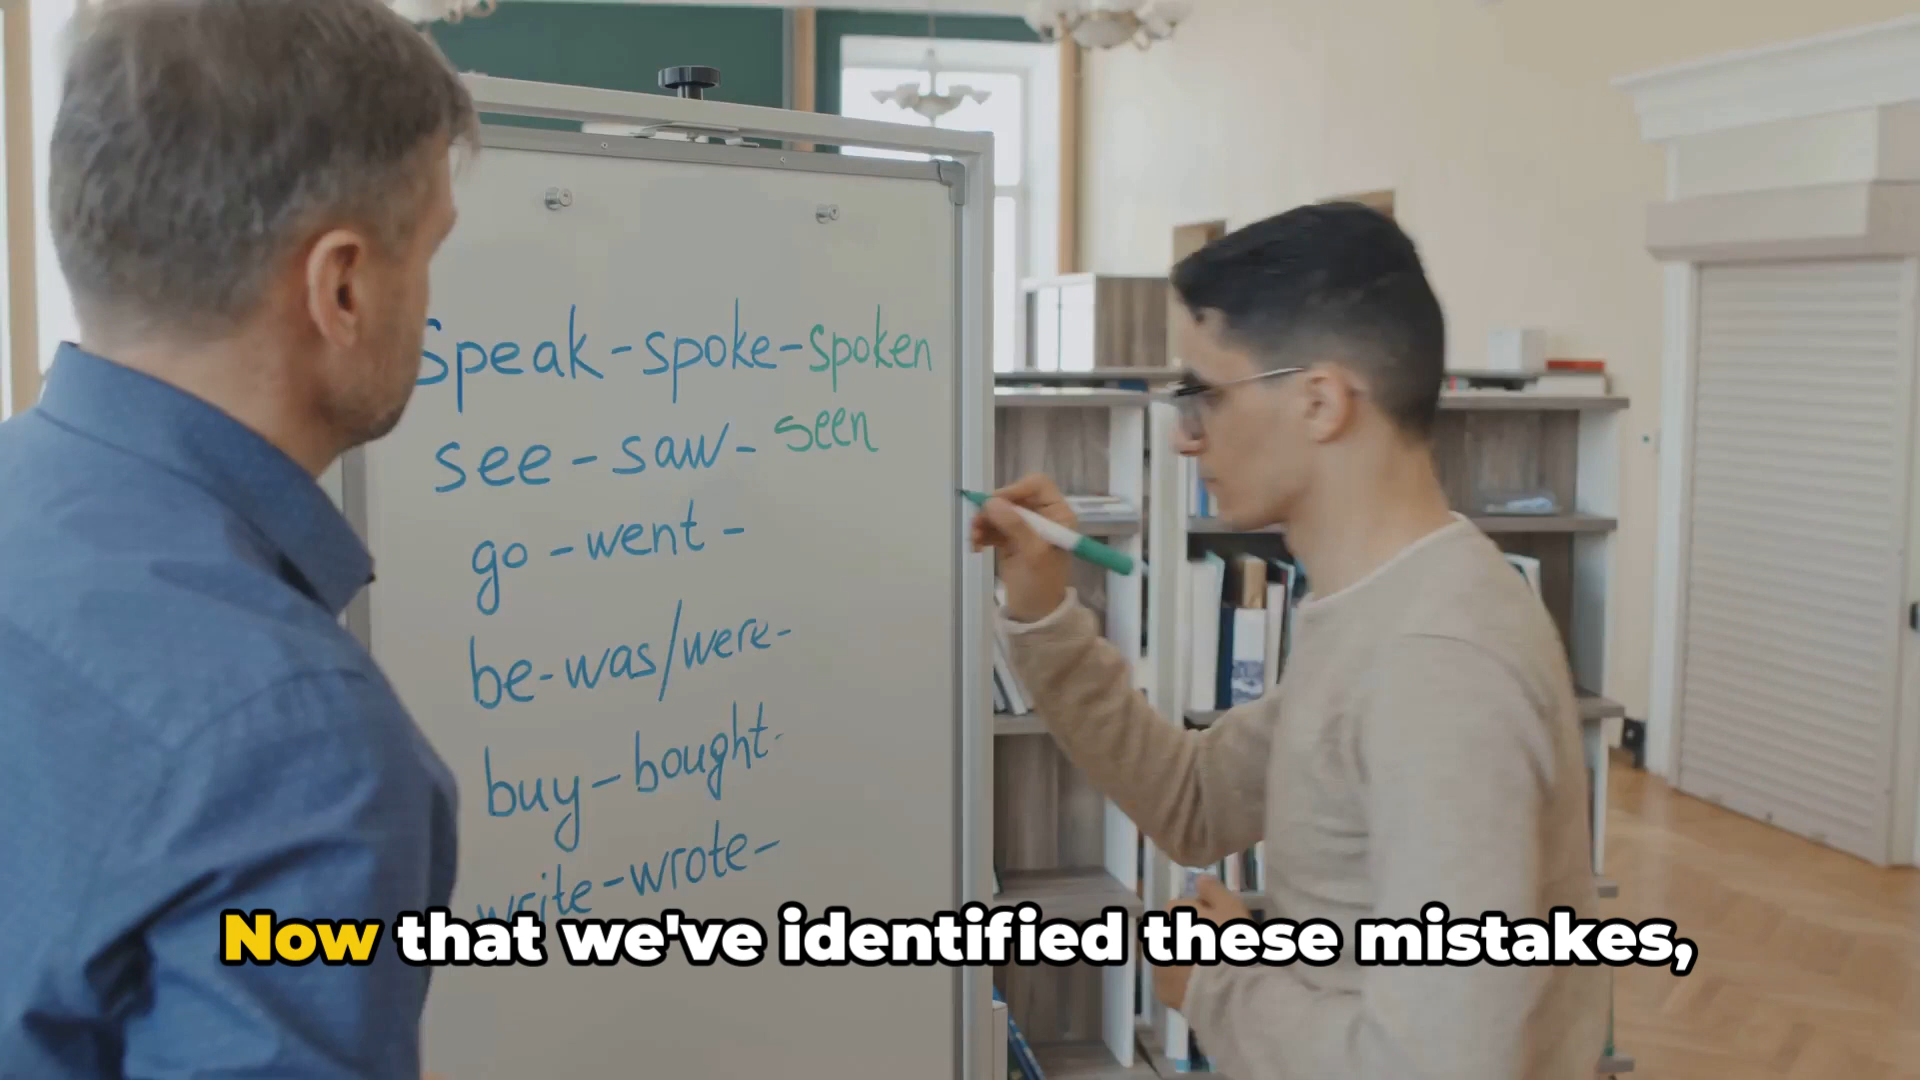 Speak - spoke - spoken
see - saw - seen
go - went -
be - was/were -
buy - bought -
write - wrote -
Now that we've identified these mistakes,